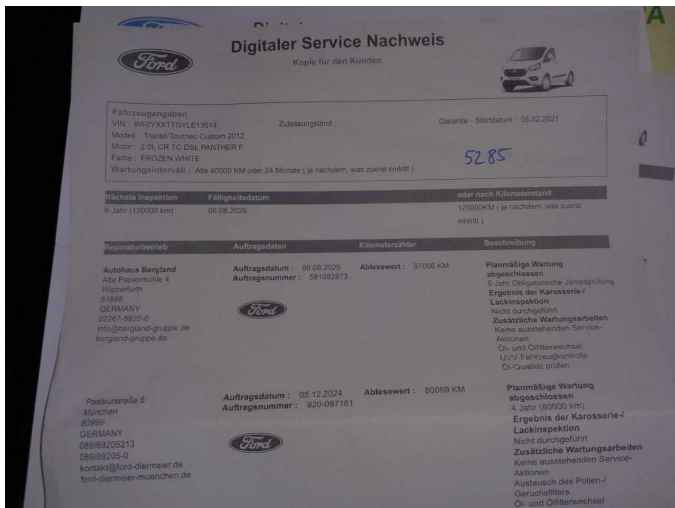 Digitaler Service Nachweis
Kopie für den Kunden
Ford
Fahrzeugangaben
VIN : WF0YXXTTGYLE13014
Zulassungsland :
Garantie - Startdatum : 05.02.2021
Modell : Transit/Tourneo Custom 2012
Motor : 2.0L CR TC DSL PANTHER F
Farbe : FROZEN WHITE
5285
Wartungsintervall : Alle 40000 KM oder 24 Monate ( je nachdem, was zuerst eintritt )
Nächste Inspektion Fälligkeitsdatum oder nach Kilometerstand
6 Jahr (120000 km) 06.08.2026 120000KM ( je nachdem, was zuerst
eintritt )
Reparaturbetrieb Auftragsdaten Kilometerzähler Beschreibung
Autohaus Bergland
Alte Papiermühle 4
Wipperfürth
51688
GERMANY
02267-8820-0
info@bergland-gruppe.de
bergland-gruppe.de
Auftragsdatum : 06.08.2025
Auftragsnummer : 581092873
Ford
Ablesewert : 97006 KM
Planmäßige Wartung
abgeschlossen
5 Jahr Obligatorische Jahresprüfung
Ergebnis der Karosserie-/
Lackinspektion
Nicht durchgeführt
Zusätzliche Wartungsarbeiten
Keine ausstehenden Service-
Aktionen
Öl- und Ölfilterwechsel
UVV-Fahrzeugkontrolle
Öl-Qualität prüfen
Pasteurstraße 5
München
80999
GERMANY
089/89205213
089/89205-0
kontakt@ford-diermeier.de
ford-diermeier-muenchen.de
Auftragsdatum : 05.12.2024
Auftragsnummer : 920-097181
Ford
Ablesewert : 80059 KM
Planmäßige Wartung
abgeschlossen
4 Jahr (80000 km)
Ergebnis der Karosserie-/
Lackinspektion
Nicht durchgeführt
Zusätzliche Wartungsarbeiten
Keine ausstehenden Service-
Aktionen
Austausch des Pollen-/
Geruchsfilters
Öl- und Ölfilterwechsel